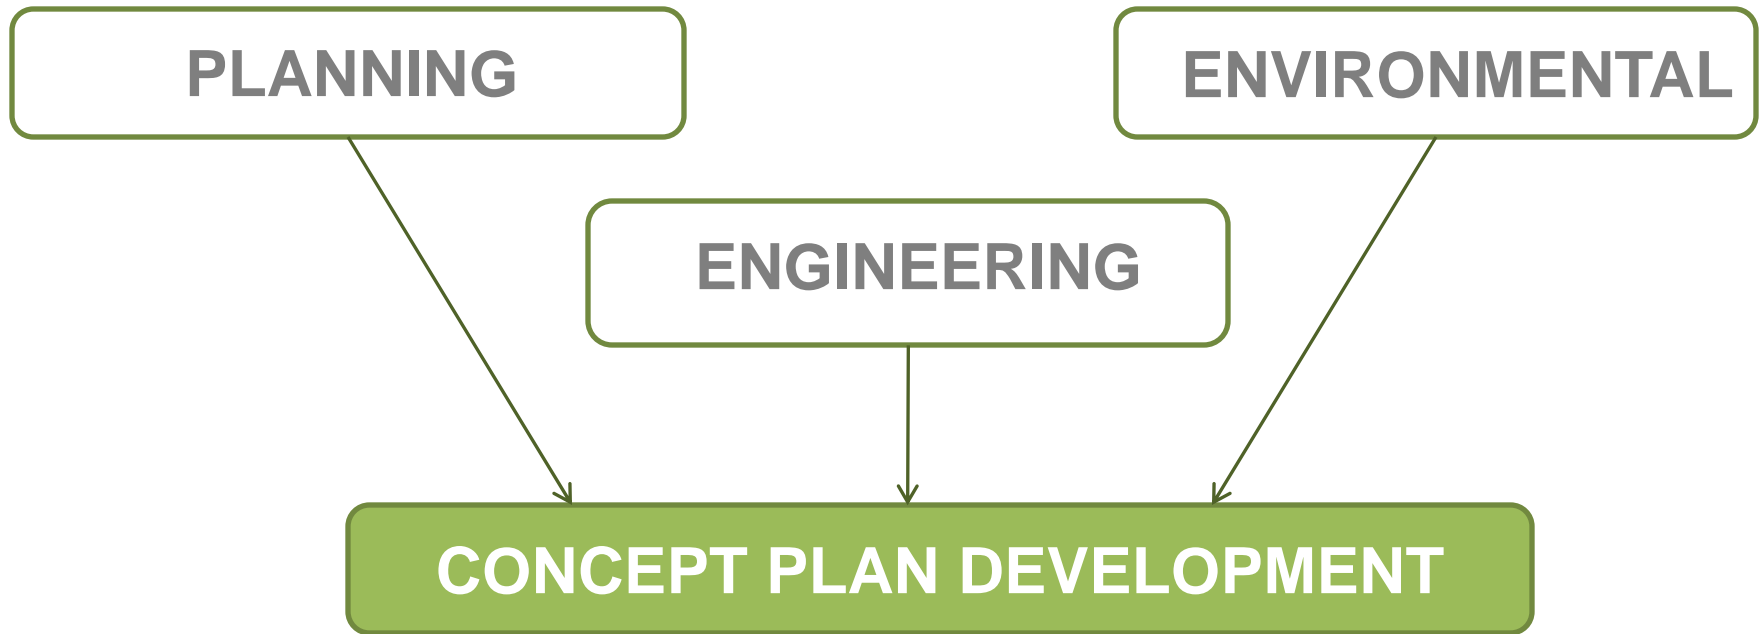 PLANNING
ENVIRONMENTAL
ENGINEERING
CONCEPT PLAN DEVELOPMENT